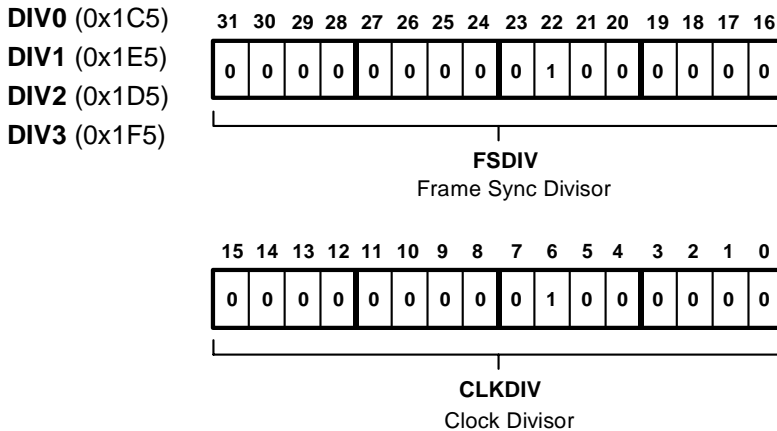 DIV0 (0x1C5)
DIV1 (0x1E5)
DIV2 (0x1D5)
DIV3 (0x1F5)
31 30 29 28 27 26 25 24 23 22 21 20 19 18 17 16
0 0 0 0 0 0 0 0 0 1 0 0 0 0 0 0
FSDIV
Frame Sync Divisor
15 14 13 12 11 10 9 8 7 6 5 4 3 2 1 0
0 0 0 0 0 0 0 0 0 1 0 0 0 0 0 0
CLKDIV
Clock Divisor